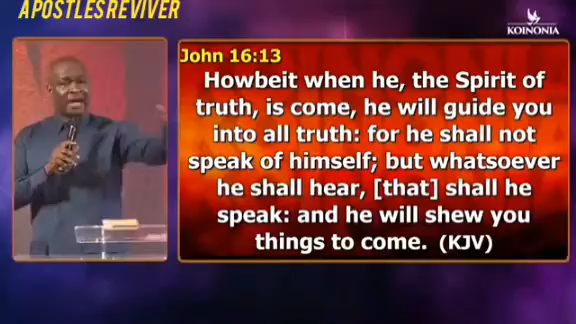 APOSTLES REVIVER
KOINONIA
John 16:13
Howbeit when he, the Spirit of
truth, is come, he will guide you
into all truth: for he shall not
speak of himself; but whatsoever
he shall hear, [that] shall he
speak: and he will shew you
things to come. (KJV)